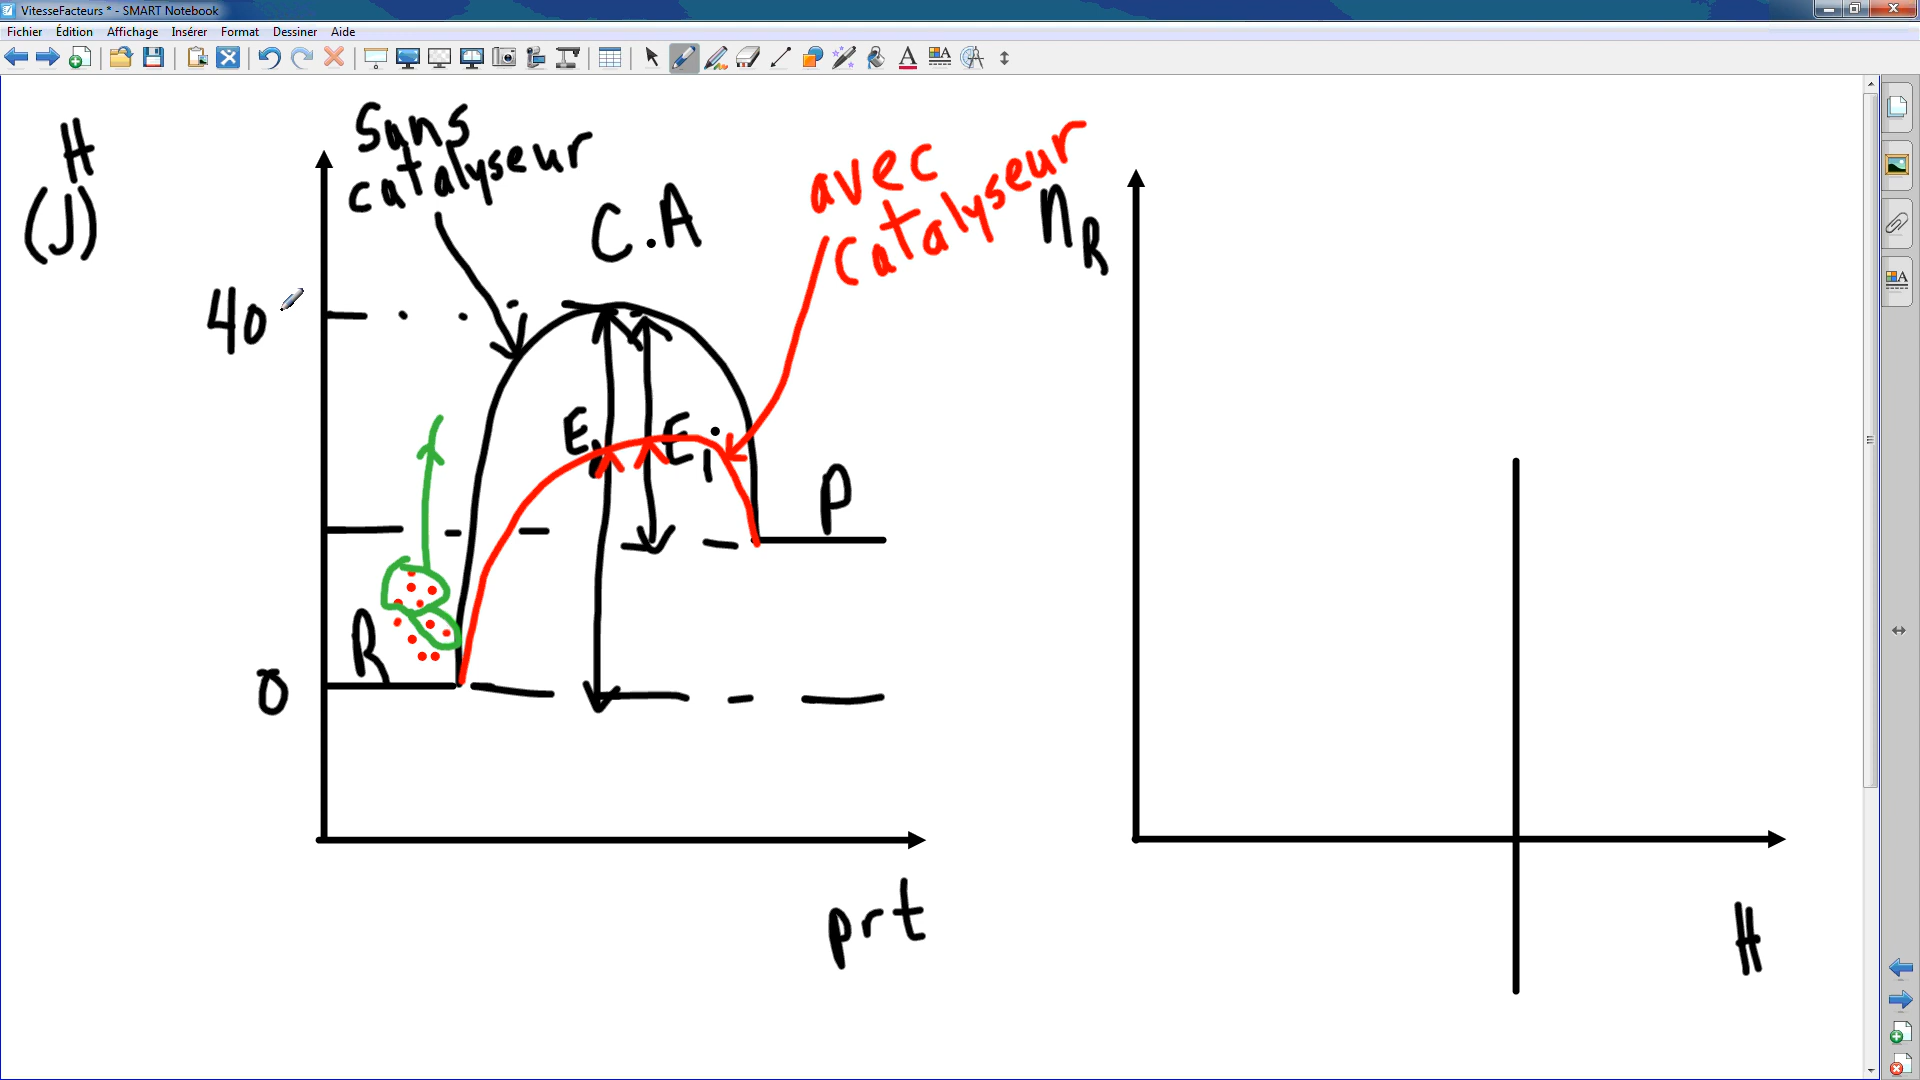 VitesseFacteurs * - SMART Notebook
Fichier Édition Affichage Insérer Format Dessiner Aide
H
(J)
Sans
catalyseur
C.A
avec
catalyseur
nR
40
E
Ei
P
R
0
prt
H